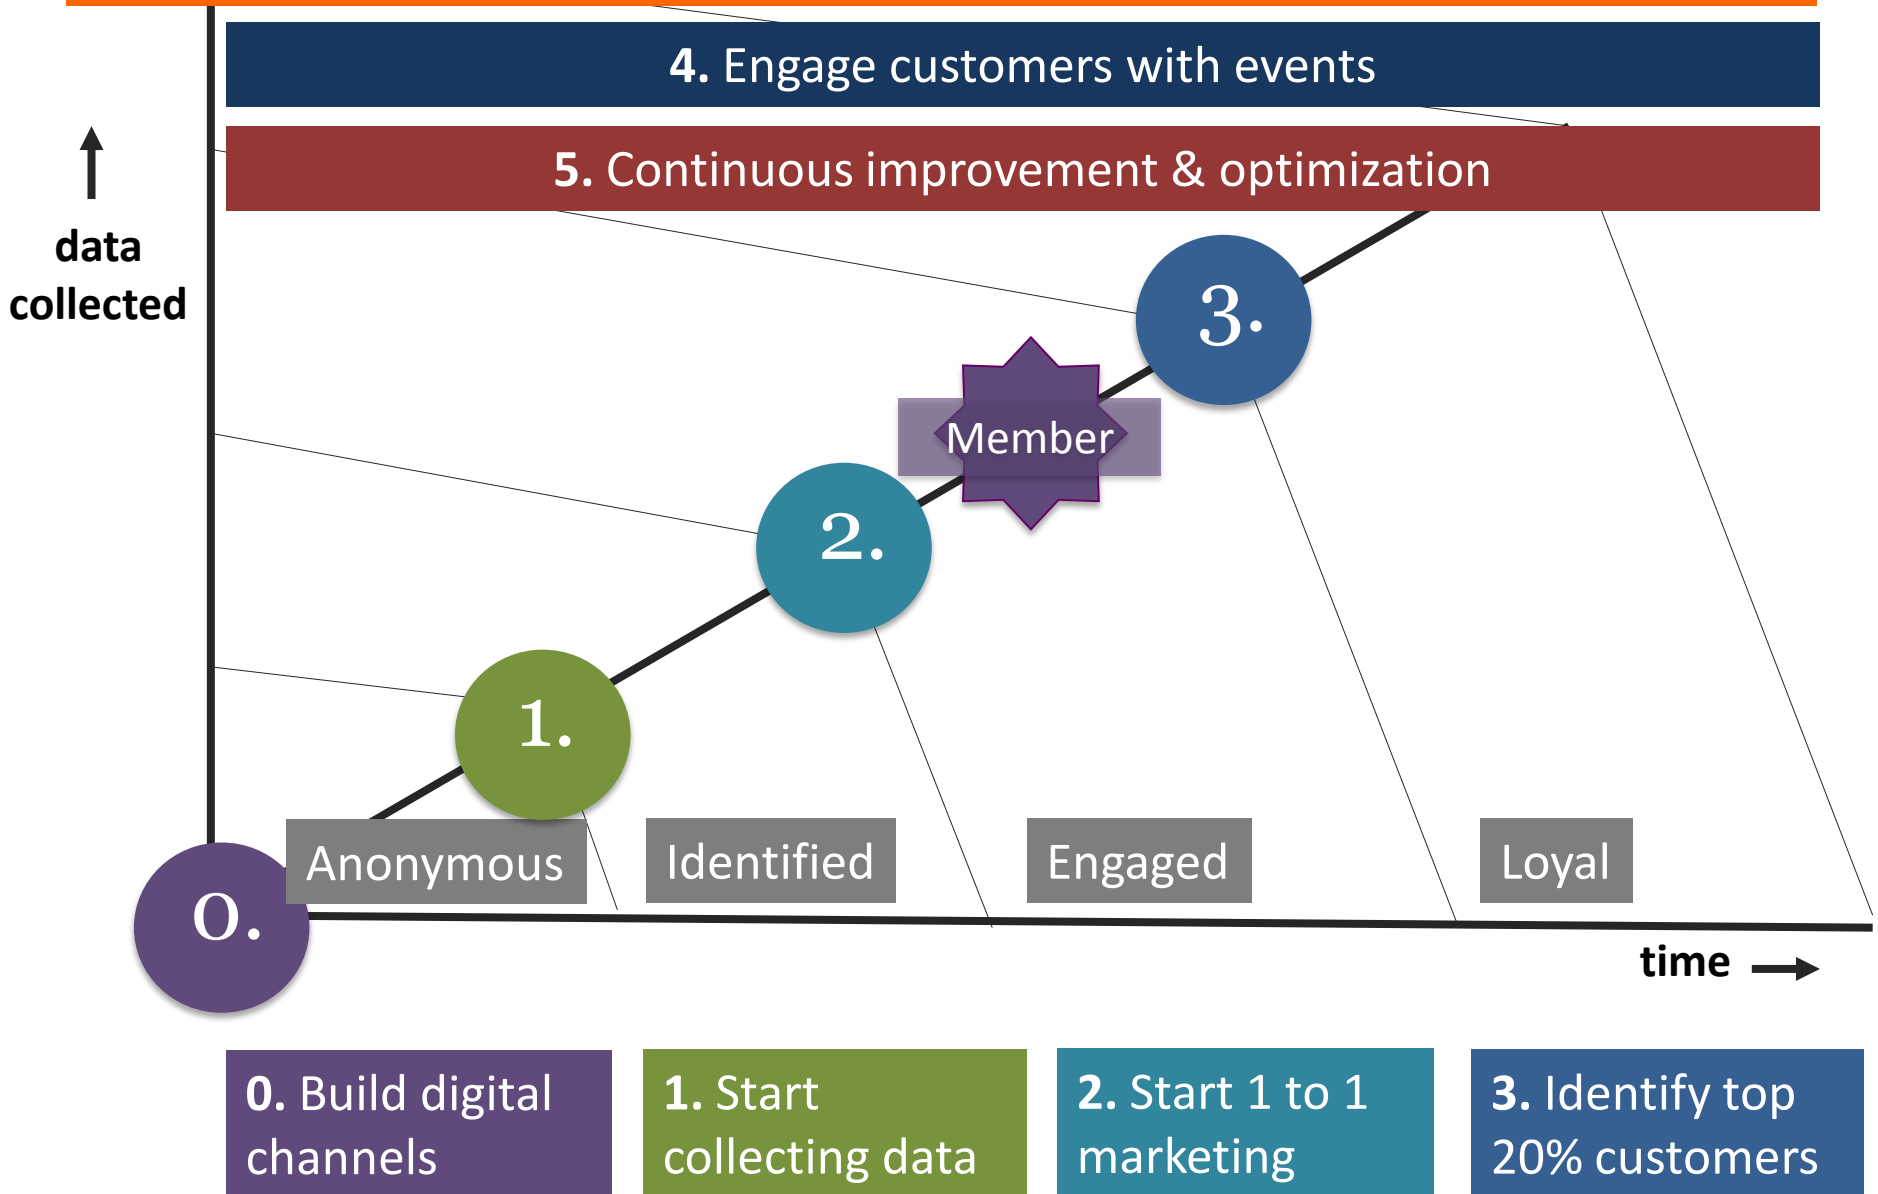 4. Engage customers with events
5. Continuous improvement & optimization
data
collected
3.
Member
2.
1.
Anonymous
Identified
Engaged
Loyal
0.
time
0. Build digital
channels
1. Start
collecting data
2. Start 1 to 1
marketing
3. Identify top
20% customers